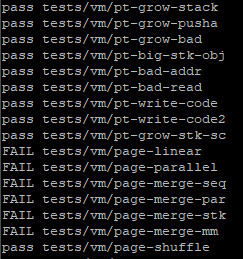 pass tests/vm/pt-grow-stack
pass tests/vm/pt-grow-pusha
pass tests/vm/pt-grow-bad
pass tests/vm/pt-big-stk-obj
pass tests/vm/pt-bad-addr
pass tests/vm/pt-bad-read
pass tests/vm/pt-write-code
pass tests/vm/pt-write-code2
pass tests/vm/pt-grow-stk-sc
FAIL tests/vm/page-linear
FAIL tests/vm/page-parallel
FAIL tests/vm/page-merge-seq
FAIL tests/vm/page-merge-par
FAIL tests/vm/page-merge-stk
FAIL tests/vm/page-merge-mm
pass tests/vm/page-shuffle